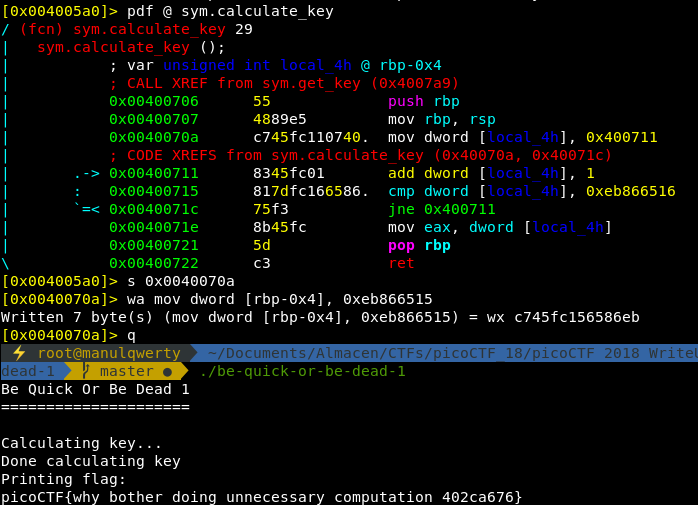 [0x004005a0]> pdf @ sym.calculate_key
/ (fcn) sym.calculate_key 29
|   sym.calculate_key ();
|           ; var unsigned int local_4h @ rbp-0x4
|           ; CALL XREF from sym.get_key (0x4007a9)
|           0x00400706      55             push rbp
|           0x00400707      4889e5         mov rbp, rsp
|           0x0040070a      c745fc110740.  mov dword [local_4h], 0x400711
|           ; CODE XREFS from sym.calculate_key (0x40070a, 0x40071c)
|       .-> 0x00400711      8345fc01       add dword [local_4h], 1
|       :   0x00400715      817dfc166586.  cmp dword [local_4h], 0xeb866516
|       `=< 0x0040071c      75f3           jne 0x400711
|           0x0040071e      8b45fc         mov eax, dword [local_4h]
|           0x00400721      5d             pop rbp
\           0x00400722      c3             ret
[0x004005a0]> s 0x0040070a
[0x0040070a]> wa mov dword [rbp-0x4], 0xeb866515
Written 7 byte(s) (mov dword [rbp-0x4], 0xeb866515) = wx c745fc156586eb
[0x0040070a]> q
root@manulqwerty ~/Documents/Almacen/CTFs/picoCTF_18/picoCTF 2018 WriteU
dead-1 master ● ./be-quick-or-be-dead-1
Be Quick Or Be Dead 1
=====================
Calculating key...
Done calculating key
Printing flag:
picoCTF{why_bother_doing_unnecessary_computation_402ca676}